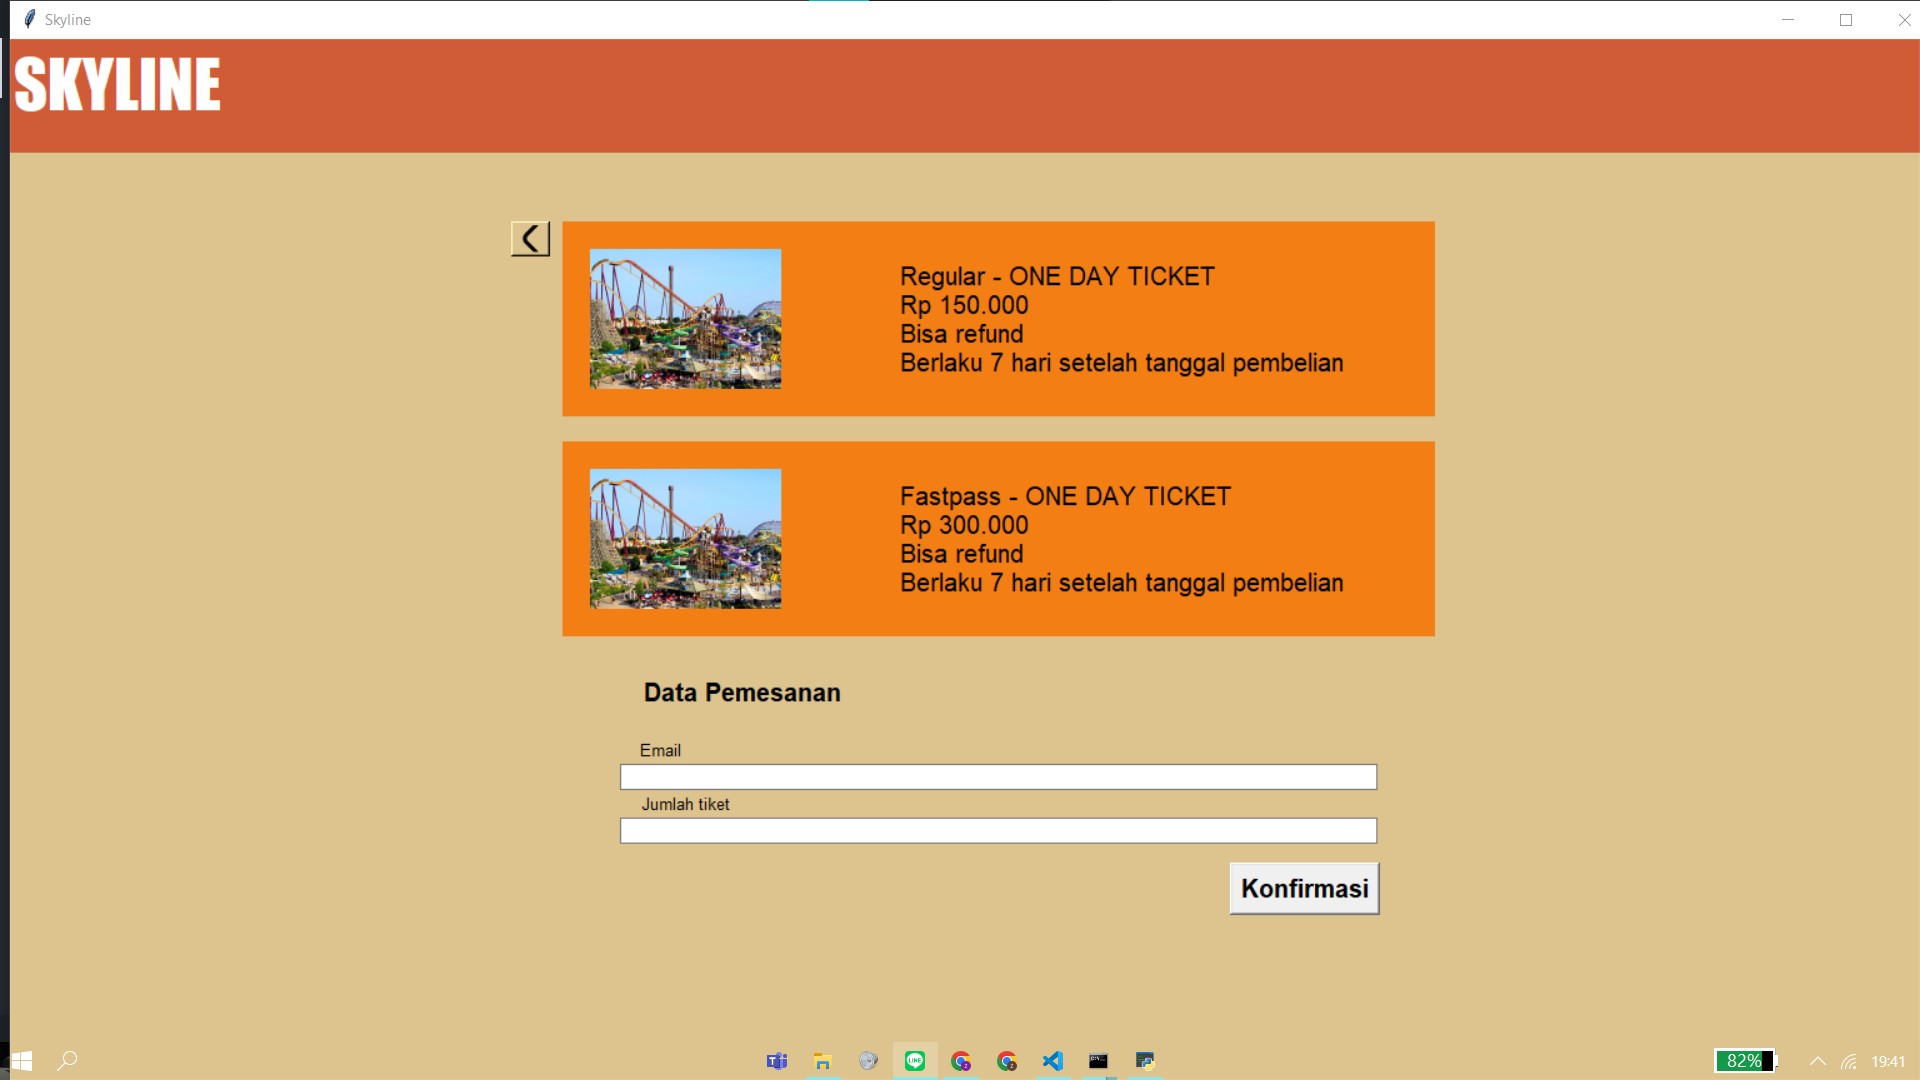 Skyline
SKYLINE
Regular - ONE DAY TICKET
Rp 150.000
Bisa refund
Berlaku 7 hari setelah tanggal pembelian
Fastpass - ONE DAY TICKET
Rp 300.000
Bisa refund
Berlaku 7 hari setelah tanggal pembelian
Data Pemesanan
Email
Jumlah tiket
Konfirmasi
82%
19:41